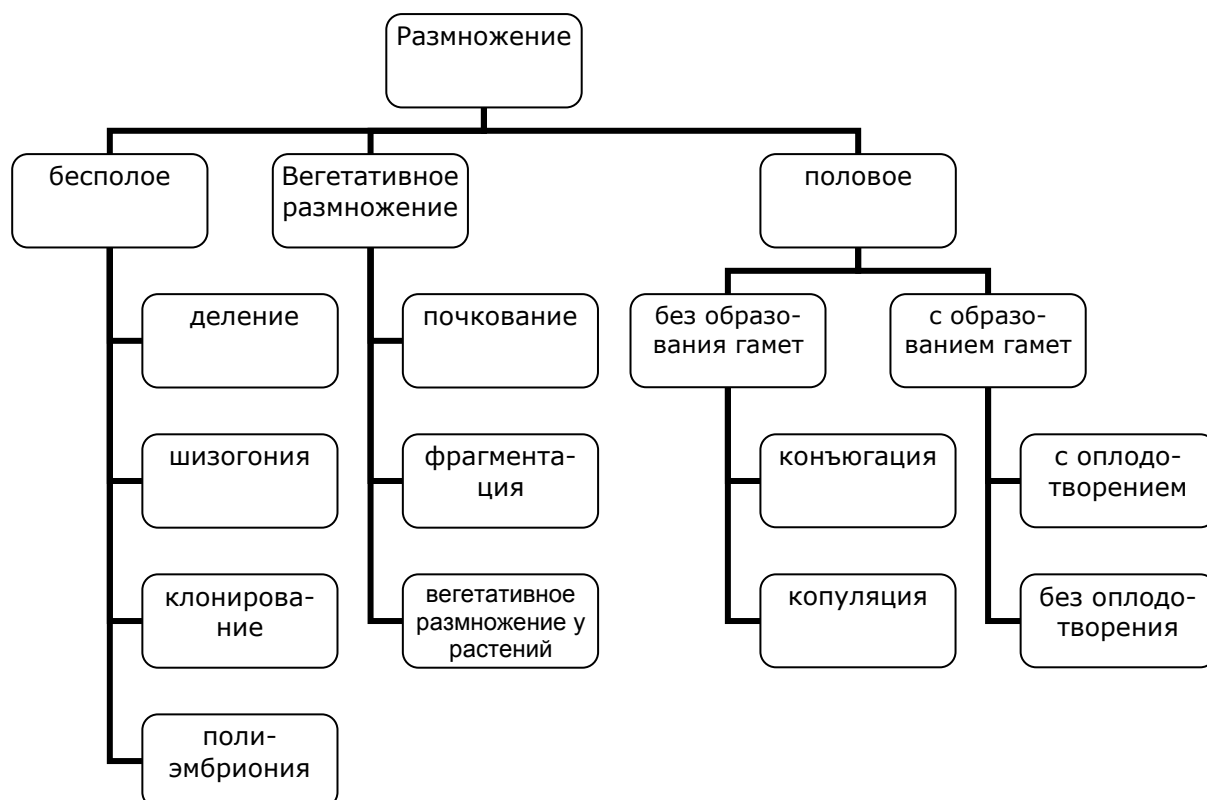 Размножение
бесполое
Вегетативное
размножение
половое
деление
почкование
без образо-
вания гамет
с образо-
ванием гамет
шизогония
фрагмента-
ция
конъюгация
с оплодо-
творением
клонирова-
ние
вегетативное
размножение у
растений
копуляция
без оплодо-
творения
поли-
эмбриония